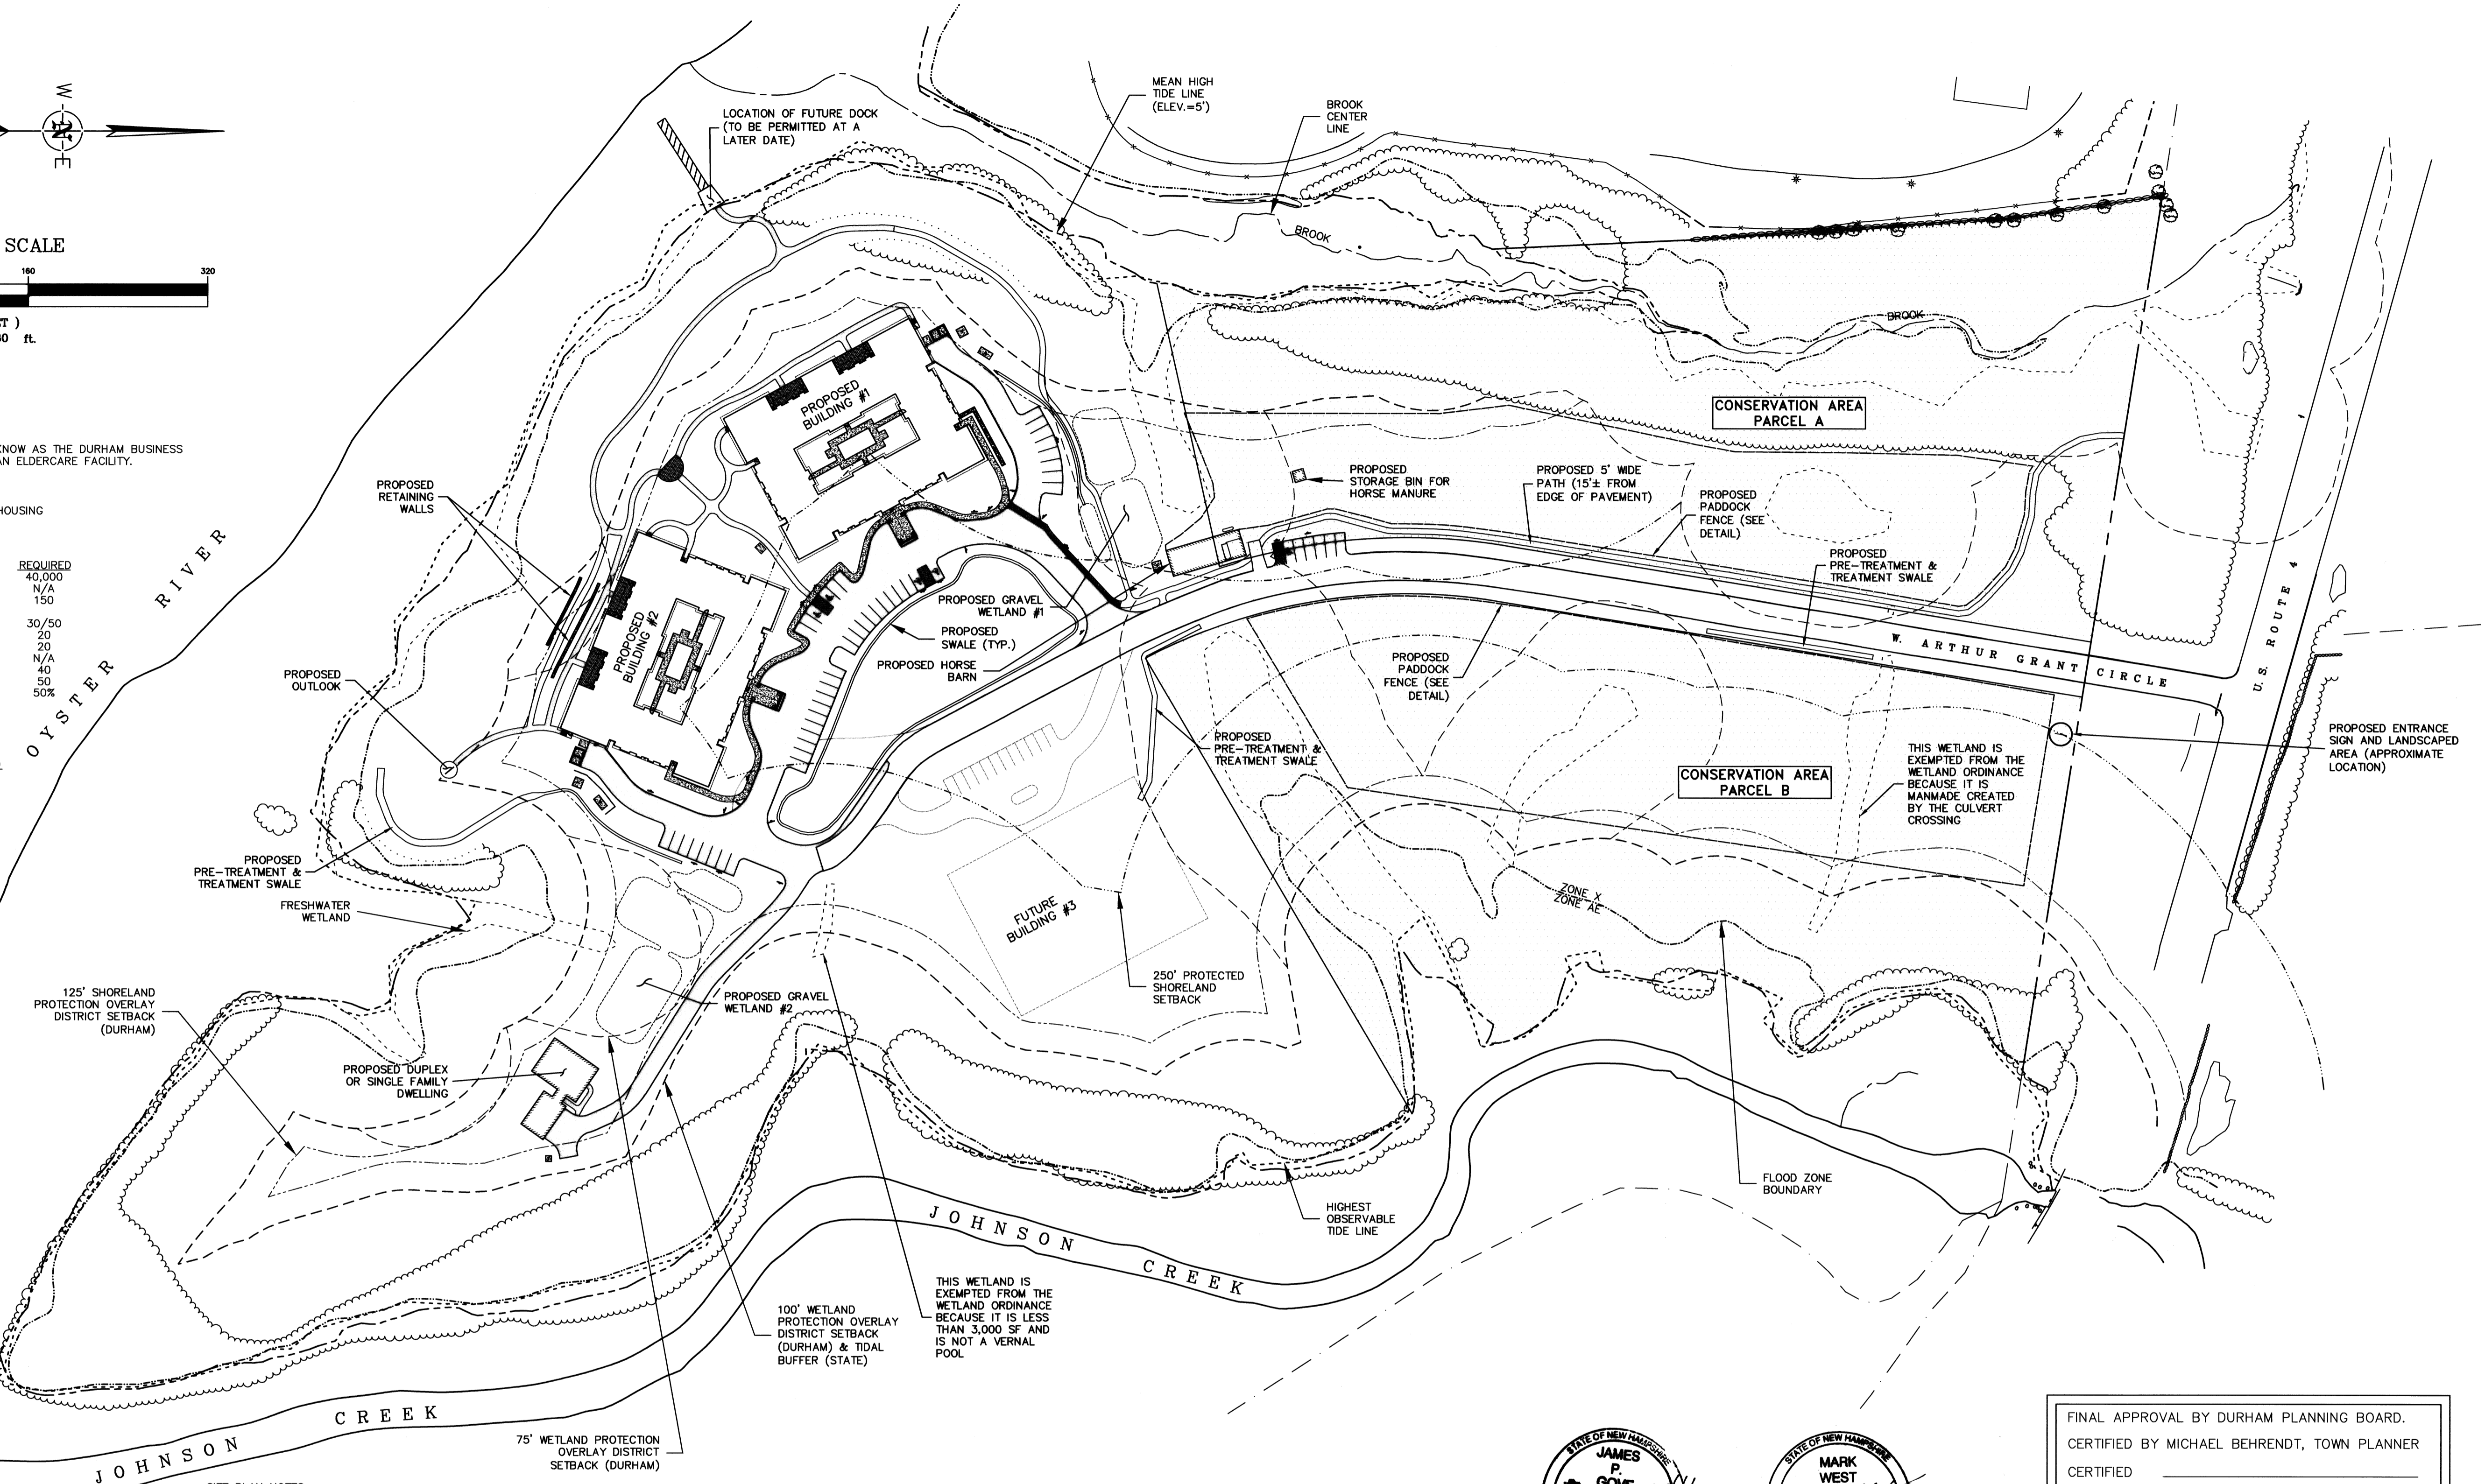 W
N
E
SCALE
160
320
T )
60 ft.
KNOW AS THE DURHAM BUSINESS
AN ELDERCARE FACILITY.
HOUSING
REQUIRED
40,000
N/A
150
30/50
20
20
N/A
40
50
50%
OYSTER RIVER
LOCATION OF FUTURE DOCK
(TO BE PERMITTED AT A
LATER DATE)
MEAN HIGH
TIDE LINE
(ELEV.=5')
BROOK
CENTER
LINE
BROOK
BROOK
CONSERVATION AREA
PARCEL A
PROPOSED
BUILDING #1
PROPOSED
RETAINING
WALLS
PROPOSED
STORAGE BIN FOR
HORSE MANURE
PROPOSED 5' WIDE
PATH (15'± FROM
EDGE OF PAVEMENT)
PROPOSED
PADDOCK
FENCE (SEE
DETAIL)
PROPOSED
PRE-TREATMENT &
TREATMENT SWALE
PROPOSED GRAVEL
WETLAND #1
PROPOSED
SWALE (TYP.)
PROPOSED HORSE
BARN
PROPOSED
BUILDING #2
PROPOSED
OUTLOOK
PROPOSED
PADDOCK
FENCE (SEE
DETAIL)
W. ARTHUR GRANT CIRCLE
U.S. ROUTE 4
PROPOSED
PRE-TREATMENT &
TREATMENT SWALE
CONSERVATION AREA
PARCEL B
THIS WETLAND IS
EXEMPTED FROM THE
WETLAND ORDINANCE
BECAUSE IT IS
MANMADE CREATED
BY THE CULVERT
CROSSING
PROPOSED ENTRANCE
SIGN AND LANDSCAPED
AREA (APPROXIMATE
LOCATION)
PROPOSED
PRE-TREATMENT &
TREATMENT SWALE
FRESHWATER
WETLAND
FUTURE
BUILDING #3
ZONE X
ZONE AE
125' SHORELAND
PROTECTION OVERLAY
DISTRICT SETBACK
(DURHAM)
PROPOSED GRAVEL
WETLAND #2
250' PROTECTED
SHORELAND
SETBACK
PROPOSED DUPLEX
OR SINGLE FAMILY
DWELLING
FLOOD ZONE
BOUNDARY
HIGHEST
OBSERVABLE
TIDE LINE
JOHNSON CREEK
THIS WETLAND IS
EXEMPTED FROM THE
WETLAND ORDINANCE
BECAUSE IT IS LESS
THAN 3,000 SF AND
IS NOT A VERNAL
POOL
100' WETLAND
PROTECTION OVERLAY
DISTRICT SETBACK
(DURHAM) & TIDAL
BUFFER (STATE)
75' WETLAND PROTECTION
OVERLAY DISTRICT
SETBACK (DURHAM)
JOHNSON CREEK
STATE OF NEW HAMPSHIRE
JAMES
P.
GOVE
STATE OF NEW HAMPSHIRE
MARK
WEST
FINAL APPROVAL BY DURHAM PLANNING BOARD.
CERTIFIED BY MICHAEL BEHRENDT, TOWN PLANNER
CERTIFIED